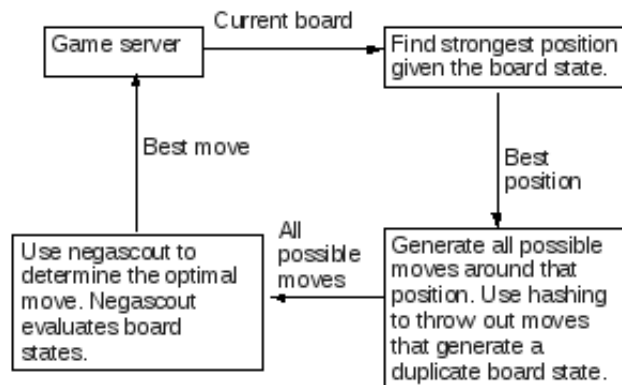 Current board
Game server
Find strongest position
given the board state.
Best move
Best
position
All
possible
moves
Use negascout to
determine the optimal
move. Negascout
evaluates board
states.
Generate all possible
moves around that
position. Use hashing
to throw out moves
that generate a
duplicate board state.